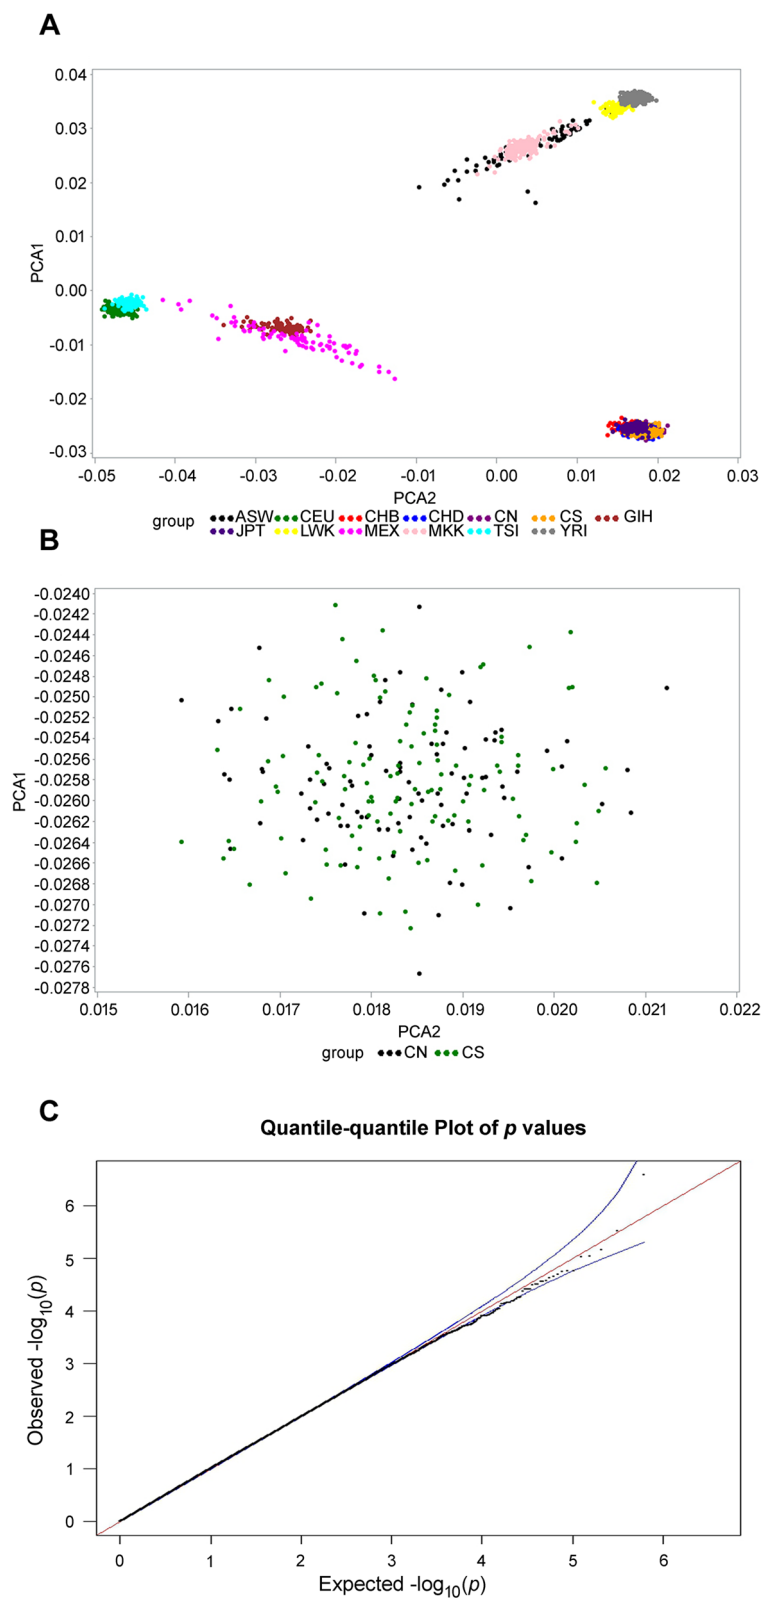 A
0.04
0.03
0.02
0.01
0.00
-0.01
-0.02
-0.03
PCA1
-0.05 -0.04 -0.03 -0.02 -0.01 0.00 0.01 0.02 0.03
PCA2
group ASW CEU CHB CHD CN CS GIH
JPT LWK MEX MKK TSI YRI
B
-0.0240
-0.0242
-0.0244
-0.0246
-0.0248
-0.0250
-0.0252
-0.0254
-0.0256
-0.0258
-0.0260
-0.0262
-0.0264
-0.0266
-0.0268
-0.0270
-0.0272
-0.0274
-0.0276
-0.0278
PCA1
0.015 0.016 0.017 0.018 0.019 0.020 0.021 0.022
PCA2
group CN CS
C
Quantile-quantile Plot of p values
6
5
4
3
2
1
0
Observed -log10(p)
0 1 2 3 4 5 6
Expected -log10(p)